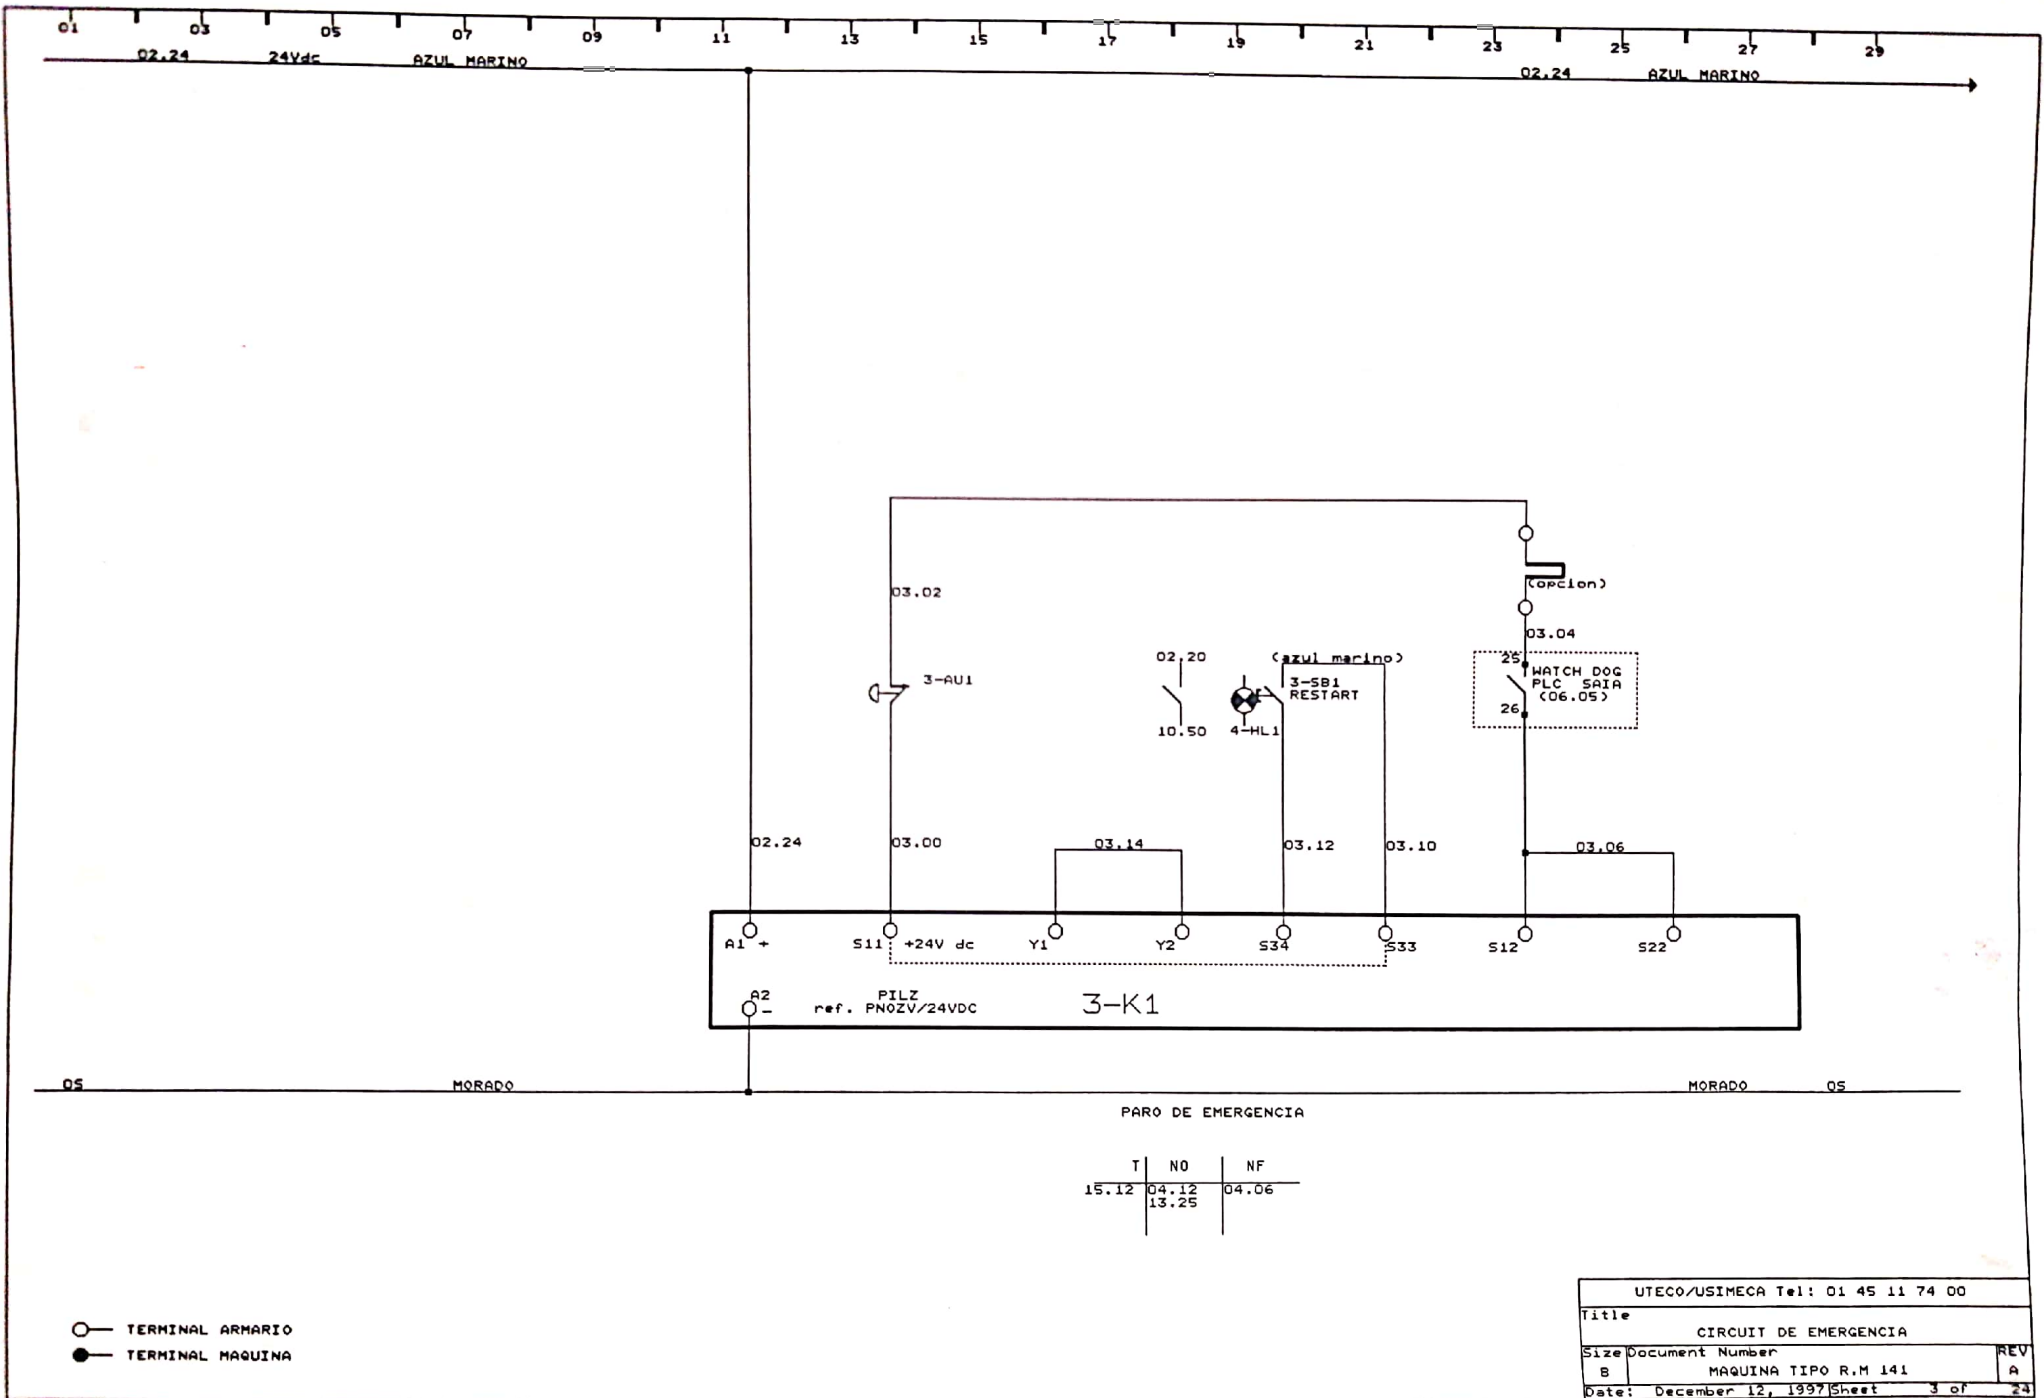 01 03 05 07 09 11 13 15 17 19 21 23 25 27 29
02.24 24Vdc AZUL MARINO 02.24 AZUL MARINO
(opcion)
03.02
03.04
02.20 (azul marino) 25
3-AU1 3-SB1 WATCH DOG
RESTART PLC SAIA
(06.05)
26
10.50 4-HL1
02.24 03.00 03.14 03.12 03.10 03.06
A1 + S11 +24V dc Y1 Y2 S34 S33 S12 S22
A2 PILZ 3-K1
- ref. PNOZV/24VDC
0S MORADO MORADO 0S
PARO DE EMERGENCIA
T NO NF
15.12 04.12 04.06
13.25
TERMINAL ARMARIO
TERMINAL MAQUINA
UTECO/USIMECA Tel: 01 45 11 74 00
Title
CIRCUIT DE EMERGENCIA
Size Document Number REV
B MAQUINA TIPO R.M 141 A
Date: December 12, 1997 Sheet 3 of 24